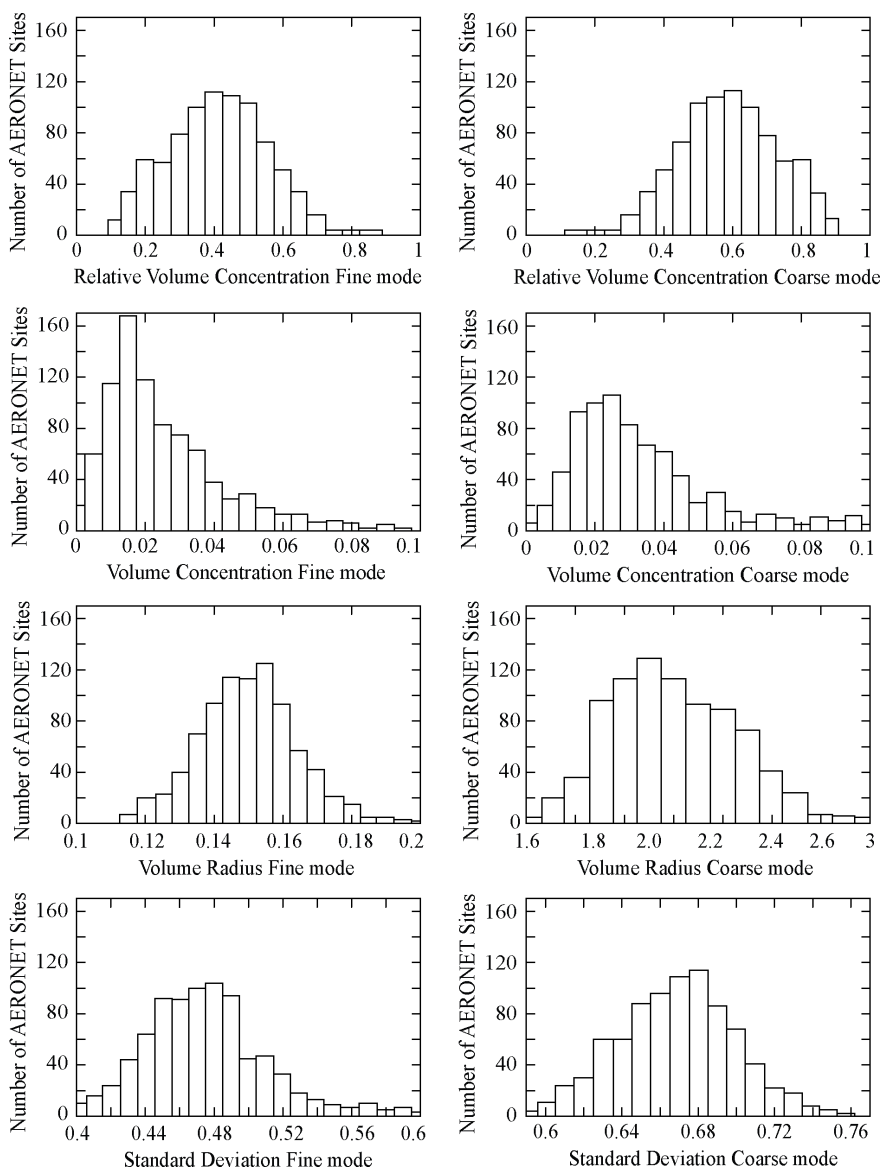 Number of AERONET Sites
160
120
80
40
0
0 0.2 0.4 0.6 0.8 1
Relative Volume Concentration Fine mode
Number of AERONET Sites
160
120
80
40
0
0 0.2 0.4 0.6 0.8 1
Relative Volume Concentration Coarse mode
Number of AERONET Sites
160
120
80
40
0
0 0.02 0.04 0.06 0.08 0.1
Volume Concentration Fine mode
Number of AERONET Sites
160
120
80
40
0
0 0.02 0.04 0.06 0.08 0.1
Volume Concentration Coarse mode
Number of AERONET Sites
160
120
80
40
0
0.1 0.12 0.14 0.16 0.18 0.2
Volume Radius Fine mode
Number of AERONET Sites
160
120
80
40
0
1.6 1.8 2.0 2.2 2.4 2.6 3
Volume Radius Coarse mode
Number of AERONET Sites
160
120
80
40
0
0.4 0.44 0.48 0.52 0.56 0.6
Standard Deviation Fine mode
Number of AERONET Sites
160
120
80
40
0
0.6 0.64 0.68 0.72 0.76
Standard Deviation Coarse mode